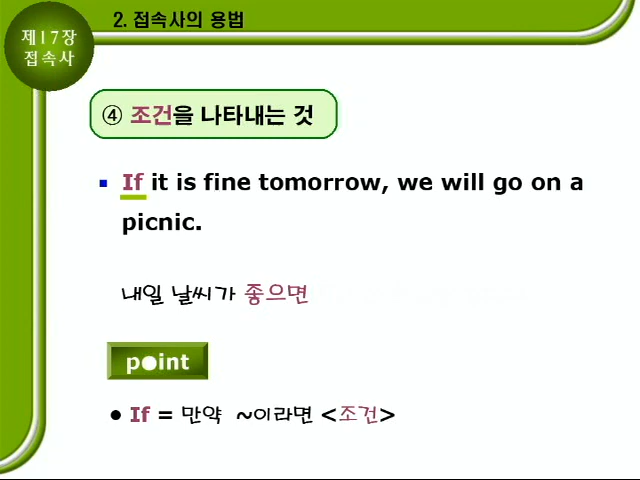 제17장
접속사
2. 접속사의 용법
④ 조건을 나타내는 것
If it is fine tomorrow, we will go on a
picnic.
내일 날씨가 좋으면
point
● If = 만약 ~이라면 <조건>